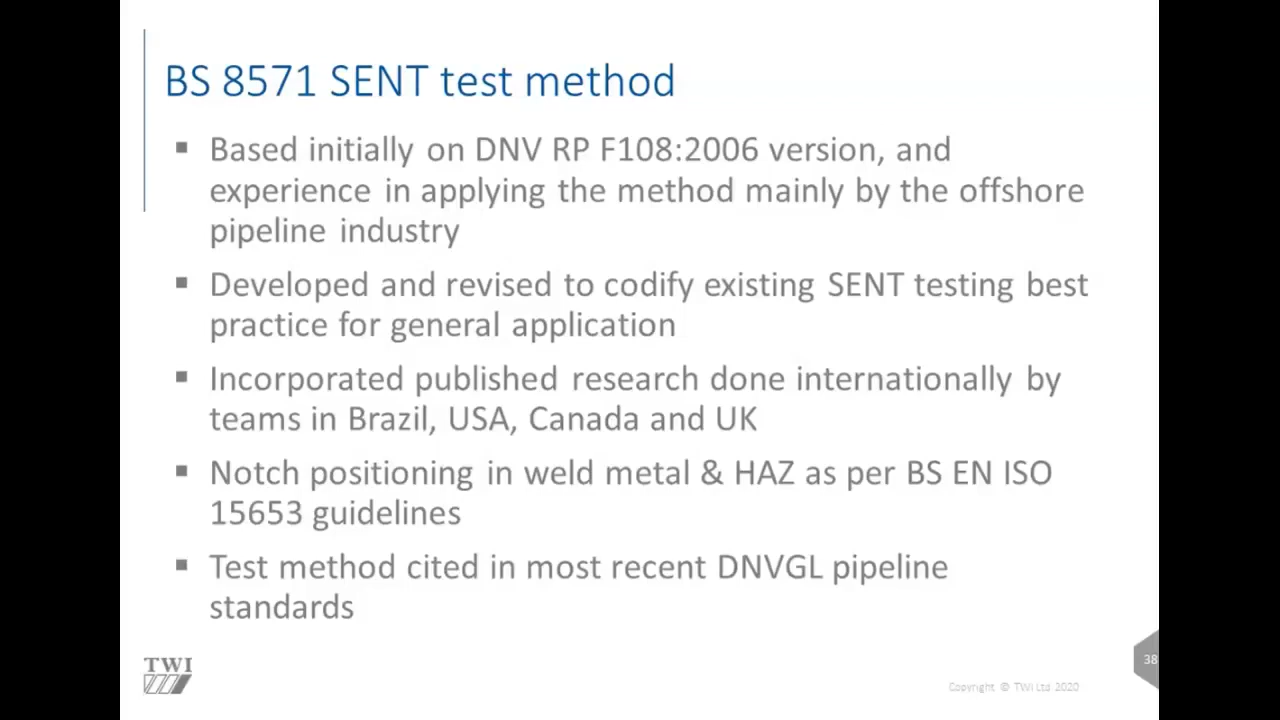 BS 8571 SENT test method
▪ Based initially on DNV RP F108:2006 version, and
experience in applying the method mainly by the offshore
pipeline industry
▪ Developed and revised to codify existing SENT testing best
practice for general application
▪ Incorporated published research done internationally by
teams in Brazil, USA, Canada and UK
▪ Notch positioning in weld metal & HAZ as per BS EN ISO
15653 guidelines
▪ Test method cited in most recent DNVGL pipeline
standards
TWI
Copyright © TWI Ltd 2020
38